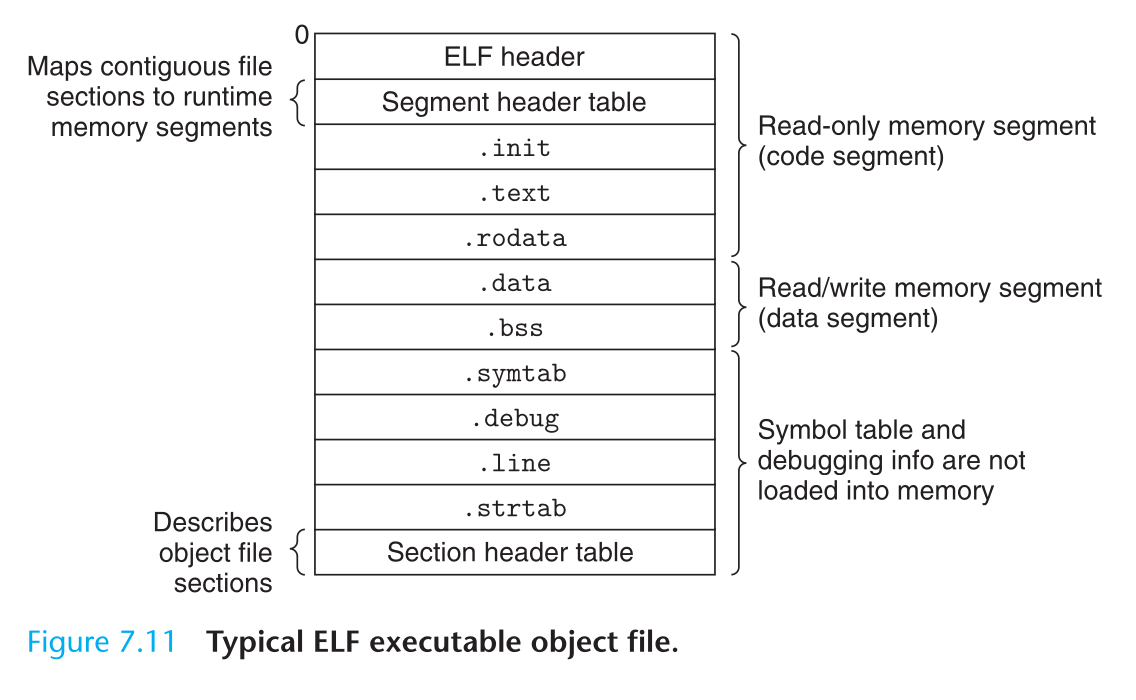 0
Maps contiguous file
sections to runtime
memory segments
ELF header
Segment header table
.init
.text
.rodata
.data
.bss
.symtab
.debug
.line
.strtab
Section header table
Read-only memory segment
(code segment)
Read/write memory segment
(data segment)
Symbol table and
debugging info are not
loaded into memory
Describes
object file
sections
Figure 7.11 Typical ELF executable object file.